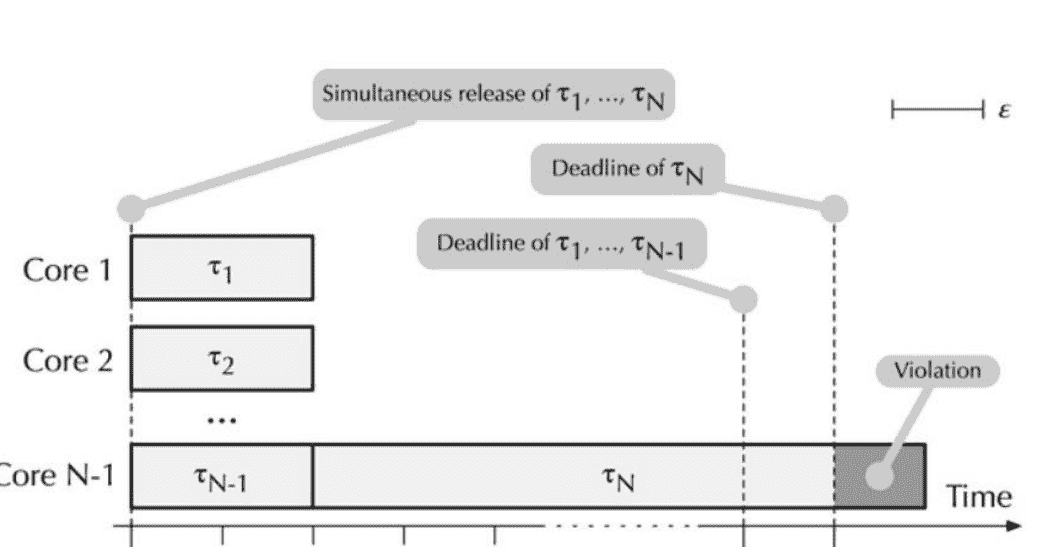 Simultaneous release of τ1, ..., τN
ε
Deadline of τN
Deadline of τ1, ..., τN-1
Core 1
τ1
Core 2
τ2
Violation
...
Core N-1
τN-1
τN
Time